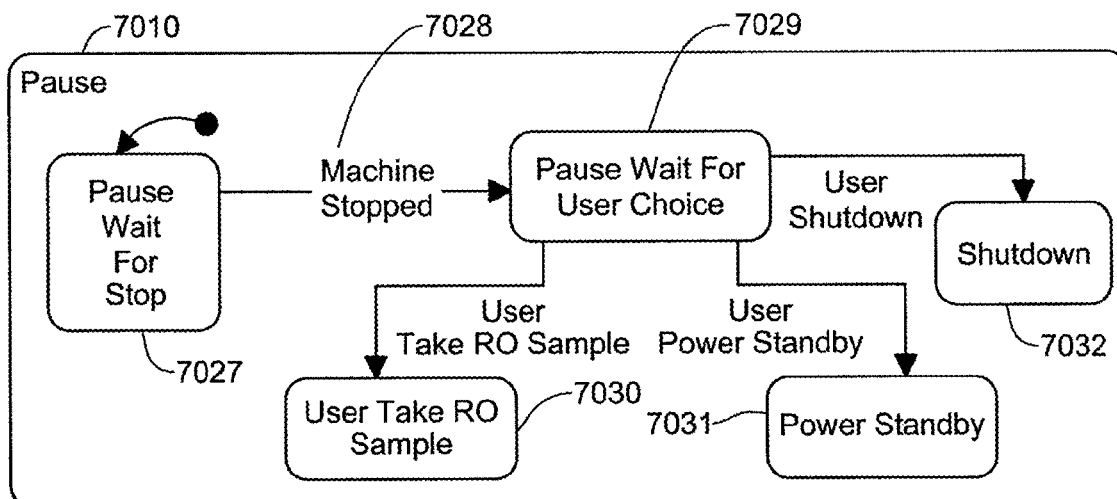 7010
7028
7029
Pause
Pause
Wait
For
Stop
Machine
Stopped
Pause Wait For
User Choice
User
Shutdown
Shutdown
7032
User
Take RO Sample
User
Power Standby
7027
User Take RO
Sample
7030
7031
Power Standby